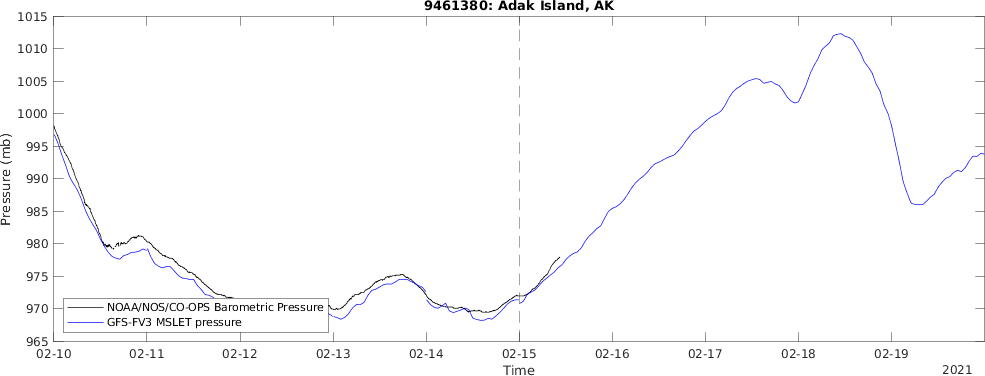 9461380: Adak Island, AK
1015
1010
1005
1000
995
990
985
980
975
970
965
Pressure (mb)
NOAA/NOS/CO-OPS Barometric Pressure
GFS-FV3 MSLET pressure
02-10 02-11 02-12 02-13 02-14 02-15 02-16 02-17 02-18 02-19
Time
2021